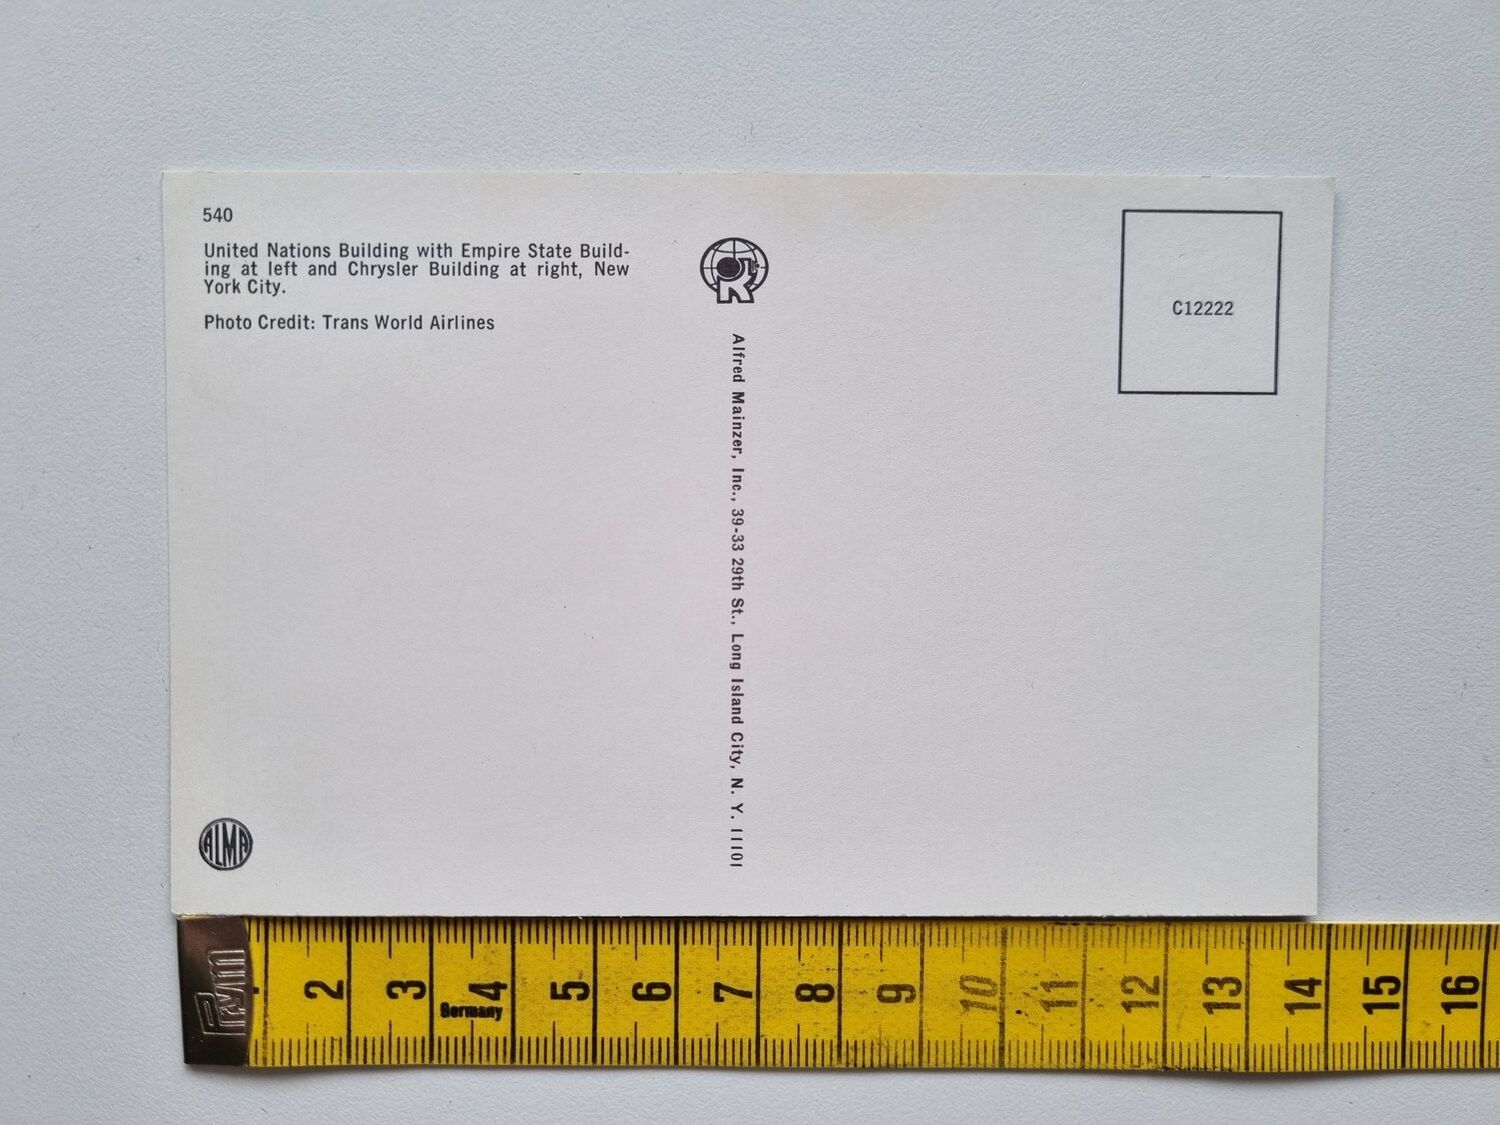 540
United Nations Building with Empire State Build-
ing at left and Chrysler Building at right, New
York City.
Photo Credit: Trans World Airlines
K
Alfred Mainzer, Inc., 39-33 29th St., Long Island City, N. Y. 11101
C12222
ALMA
Prym
2 3 4 5 6 7 8 9 10 11 12 13 14 15 16
Germany